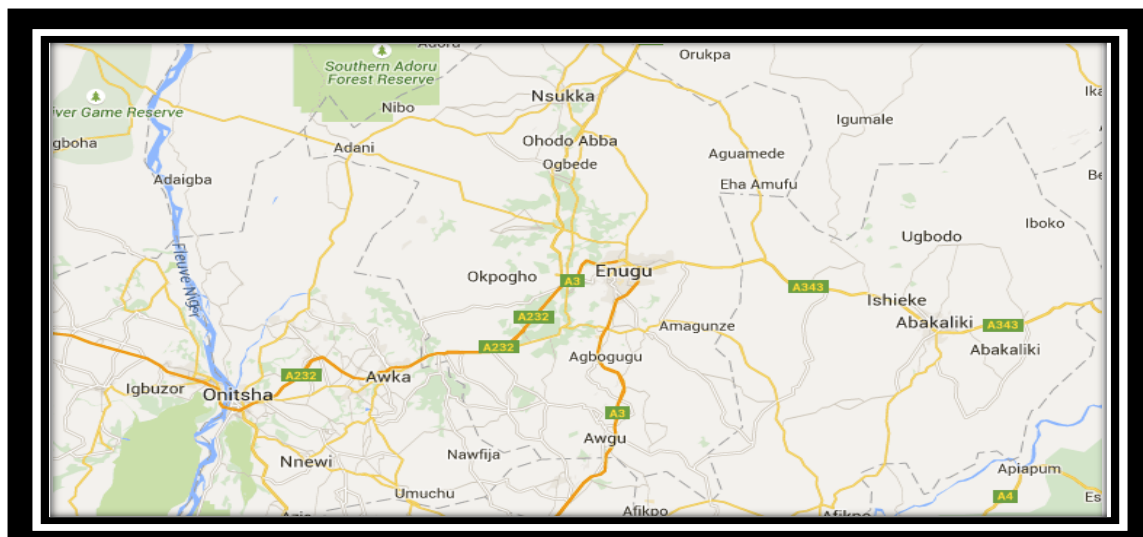 Adoru
Orukpa
Southern Adoru
Forest Reserve
iver Game Reserve
Nibo
Nsukka
Ika
Igumale
gboha
Adani
Ohodo Abba
Ogbede
Aguamede
Adaigba
Eha Amufu
Be
Iboko
Ugbodo
Fleuve Niger
Okpogho
Enugu
A3
A343
Ishieke
A232
Abakaliki
A343
Amagunze
A232
Agbogugu
Abakaliki
Igbuzor
A232
Awka
Onitsha
A3
Awgu
Nnewi
Nawfija
Apiapum
Umuchu
A4
Es
Afikpo
Afikpo